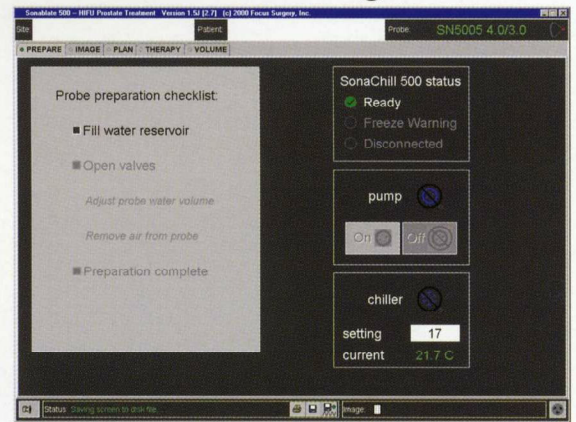 Sonablate 500 -- HIFU Prostate Treatment Version 1.5J [2.7] (c) 2000 Focus Surgery, Inc.
Site: Patient: Probe: SN5005 4.0/3.0
PREPARE IMAGE PLAN THERAPY VOLUME
Probe preparation checklist:
Fill water reservoir
Open valves
Adjust probe water volume
Remove air from probe
Preparation complete
SonaChill 500 status
Ready
Freeze Warning
Disconnected
pump
On Off
chiller
setting 17
current 21.7 C
Status: Saving screen to disk file. Image: